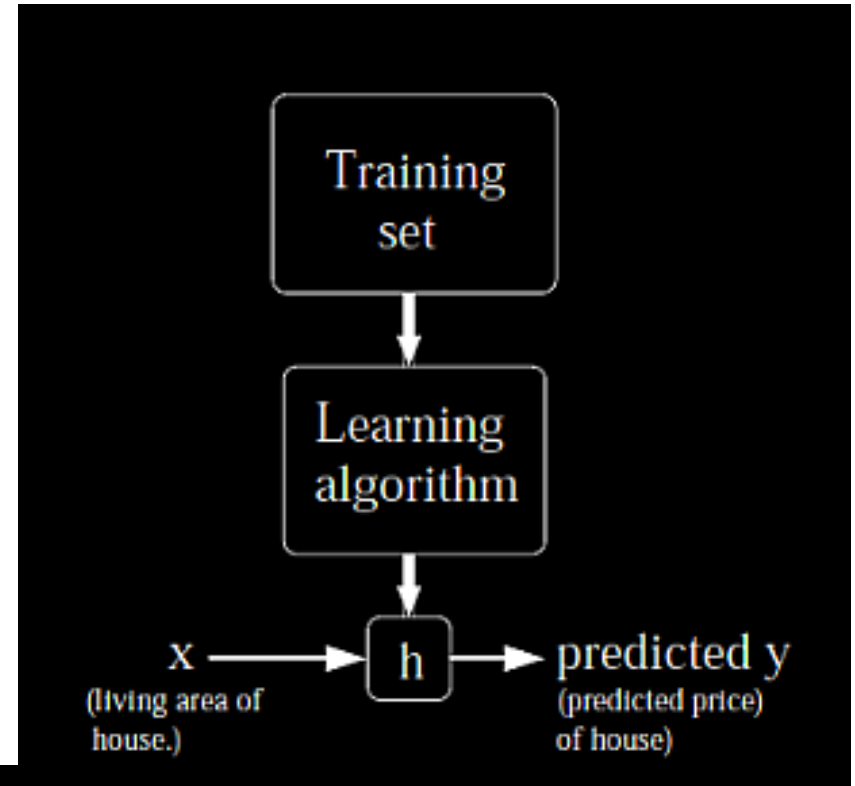 Training
set
Learning
algorithm
x
h
predicted y
(living area of
house.)
(predicted price)
of house)